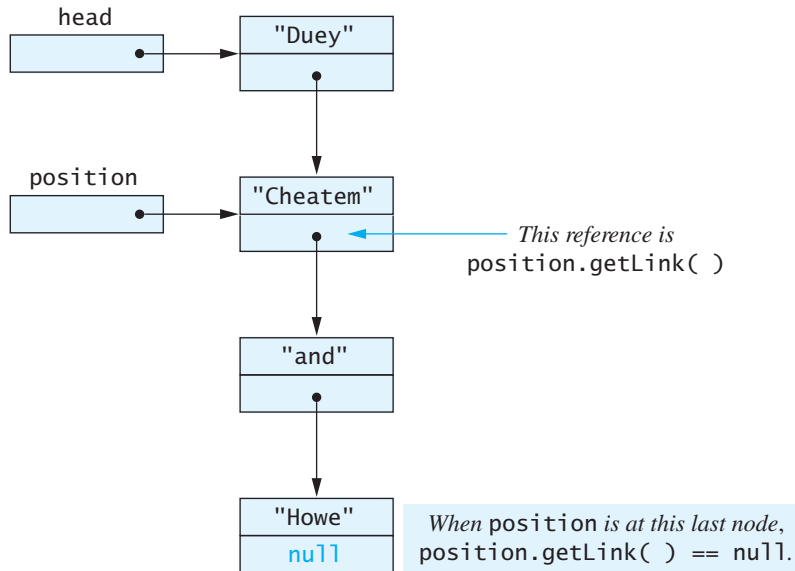 head
"Duey"
position
"Cheatem"
This reference is
position.getLink( )
"and"
"Howe"
null
When position is at this last node,
position.getLink( ) == null.